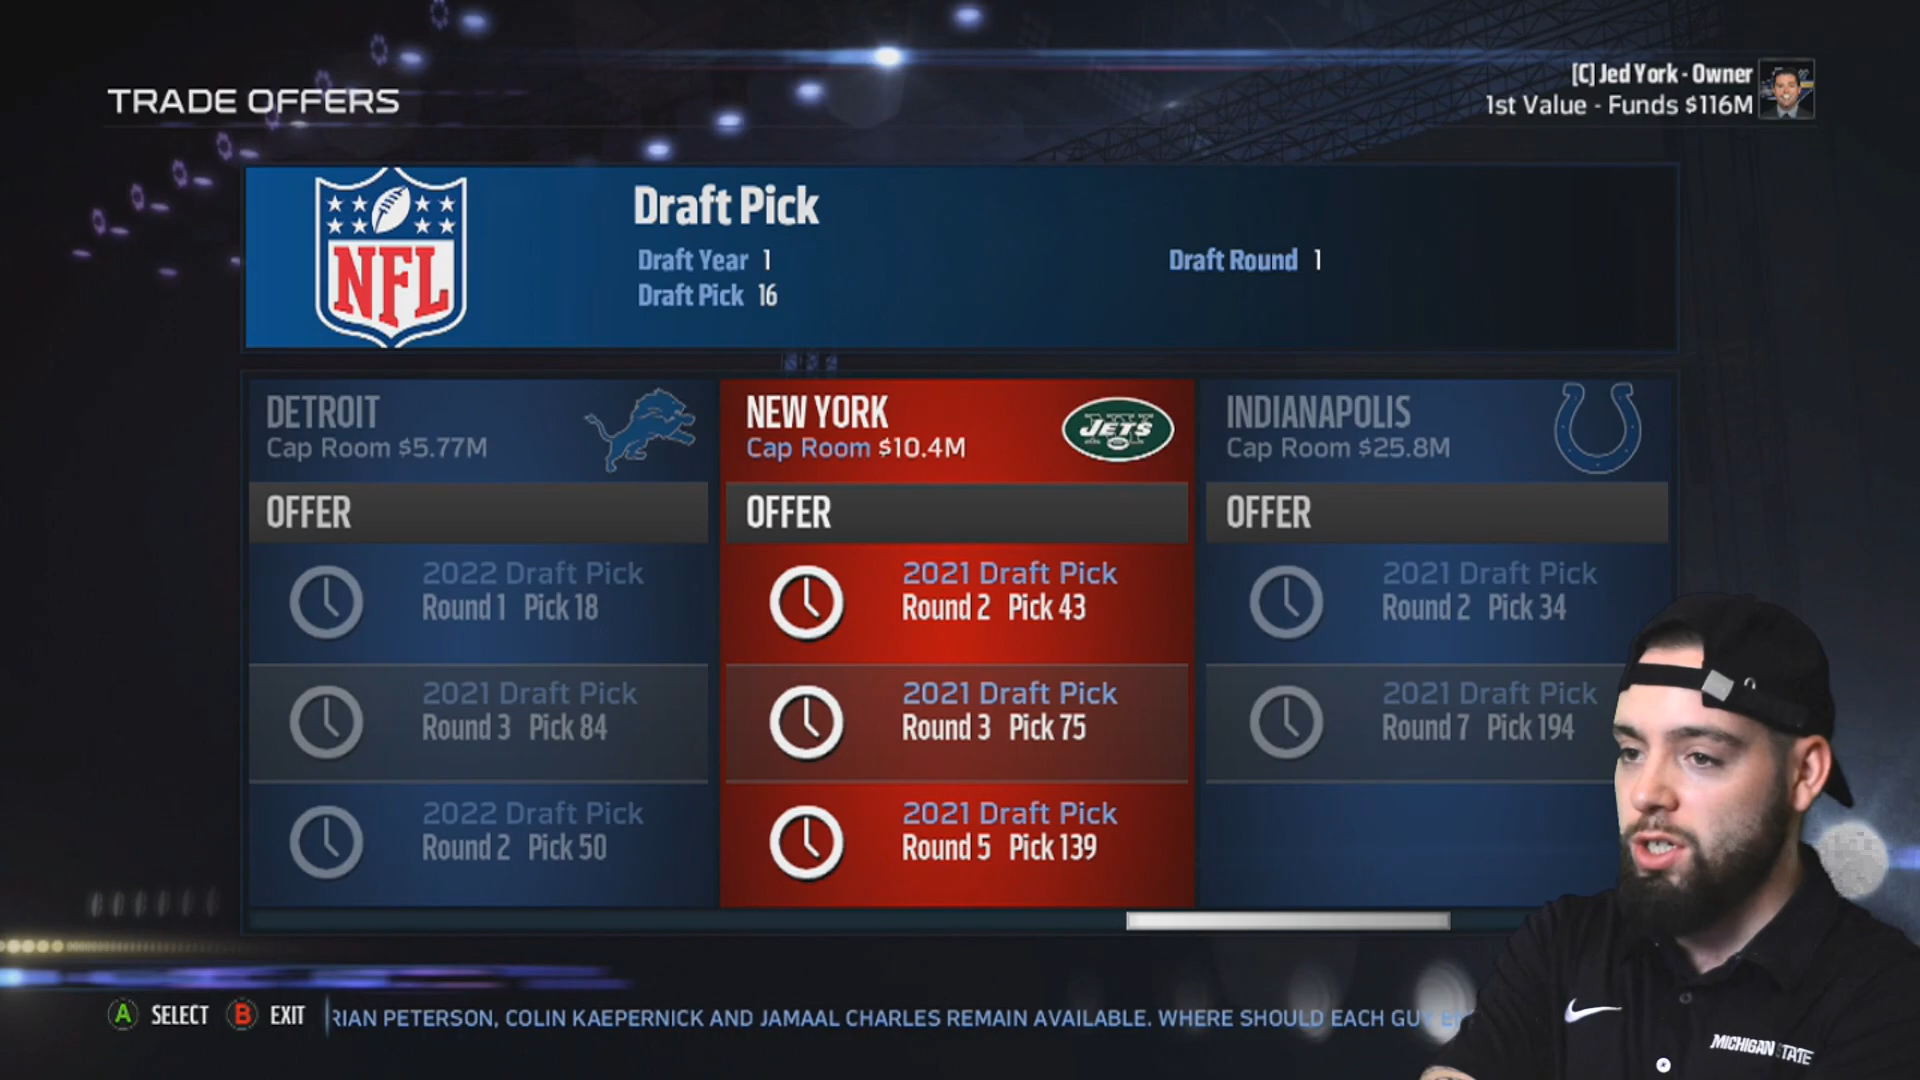 TRADE OFFERS
[C] Jed York - Owner
1st Value - Funds $116M
NFL
Draft Pick
Draft Year 1
Draft Round 1
Draft Pick 16
DETROIT
Cap Room $5.77M
OFFER
2022 Draft Pick
Round 1 Pick 18
2021 Draft Pick
Round 3 Pick 84
2022 Draft Pick
Round 2 Pick 50
NEW YORK
Cap Room $10.4M
JETS
OFFER
2021 Draft Pick
Round 2 Pick 43
2021 Draft Pick
Round 3 Pick 75
2021 Draft Pick
Round 5 Pick 139
INDIANAPOLIS
Cap Room $25.8M
OFFER
2021 Draft Pick
Round 2 Pick 34
2021 Draft Pick
Round 7 Pick 194
A SELECT B EXIT RIAN PETERSON, COLIN KAEPERNICK AND JAMAAL CHARLES REMAIN AVAILABLE. WHERE SHOULD EACH GUY
MICHIGAN STATE